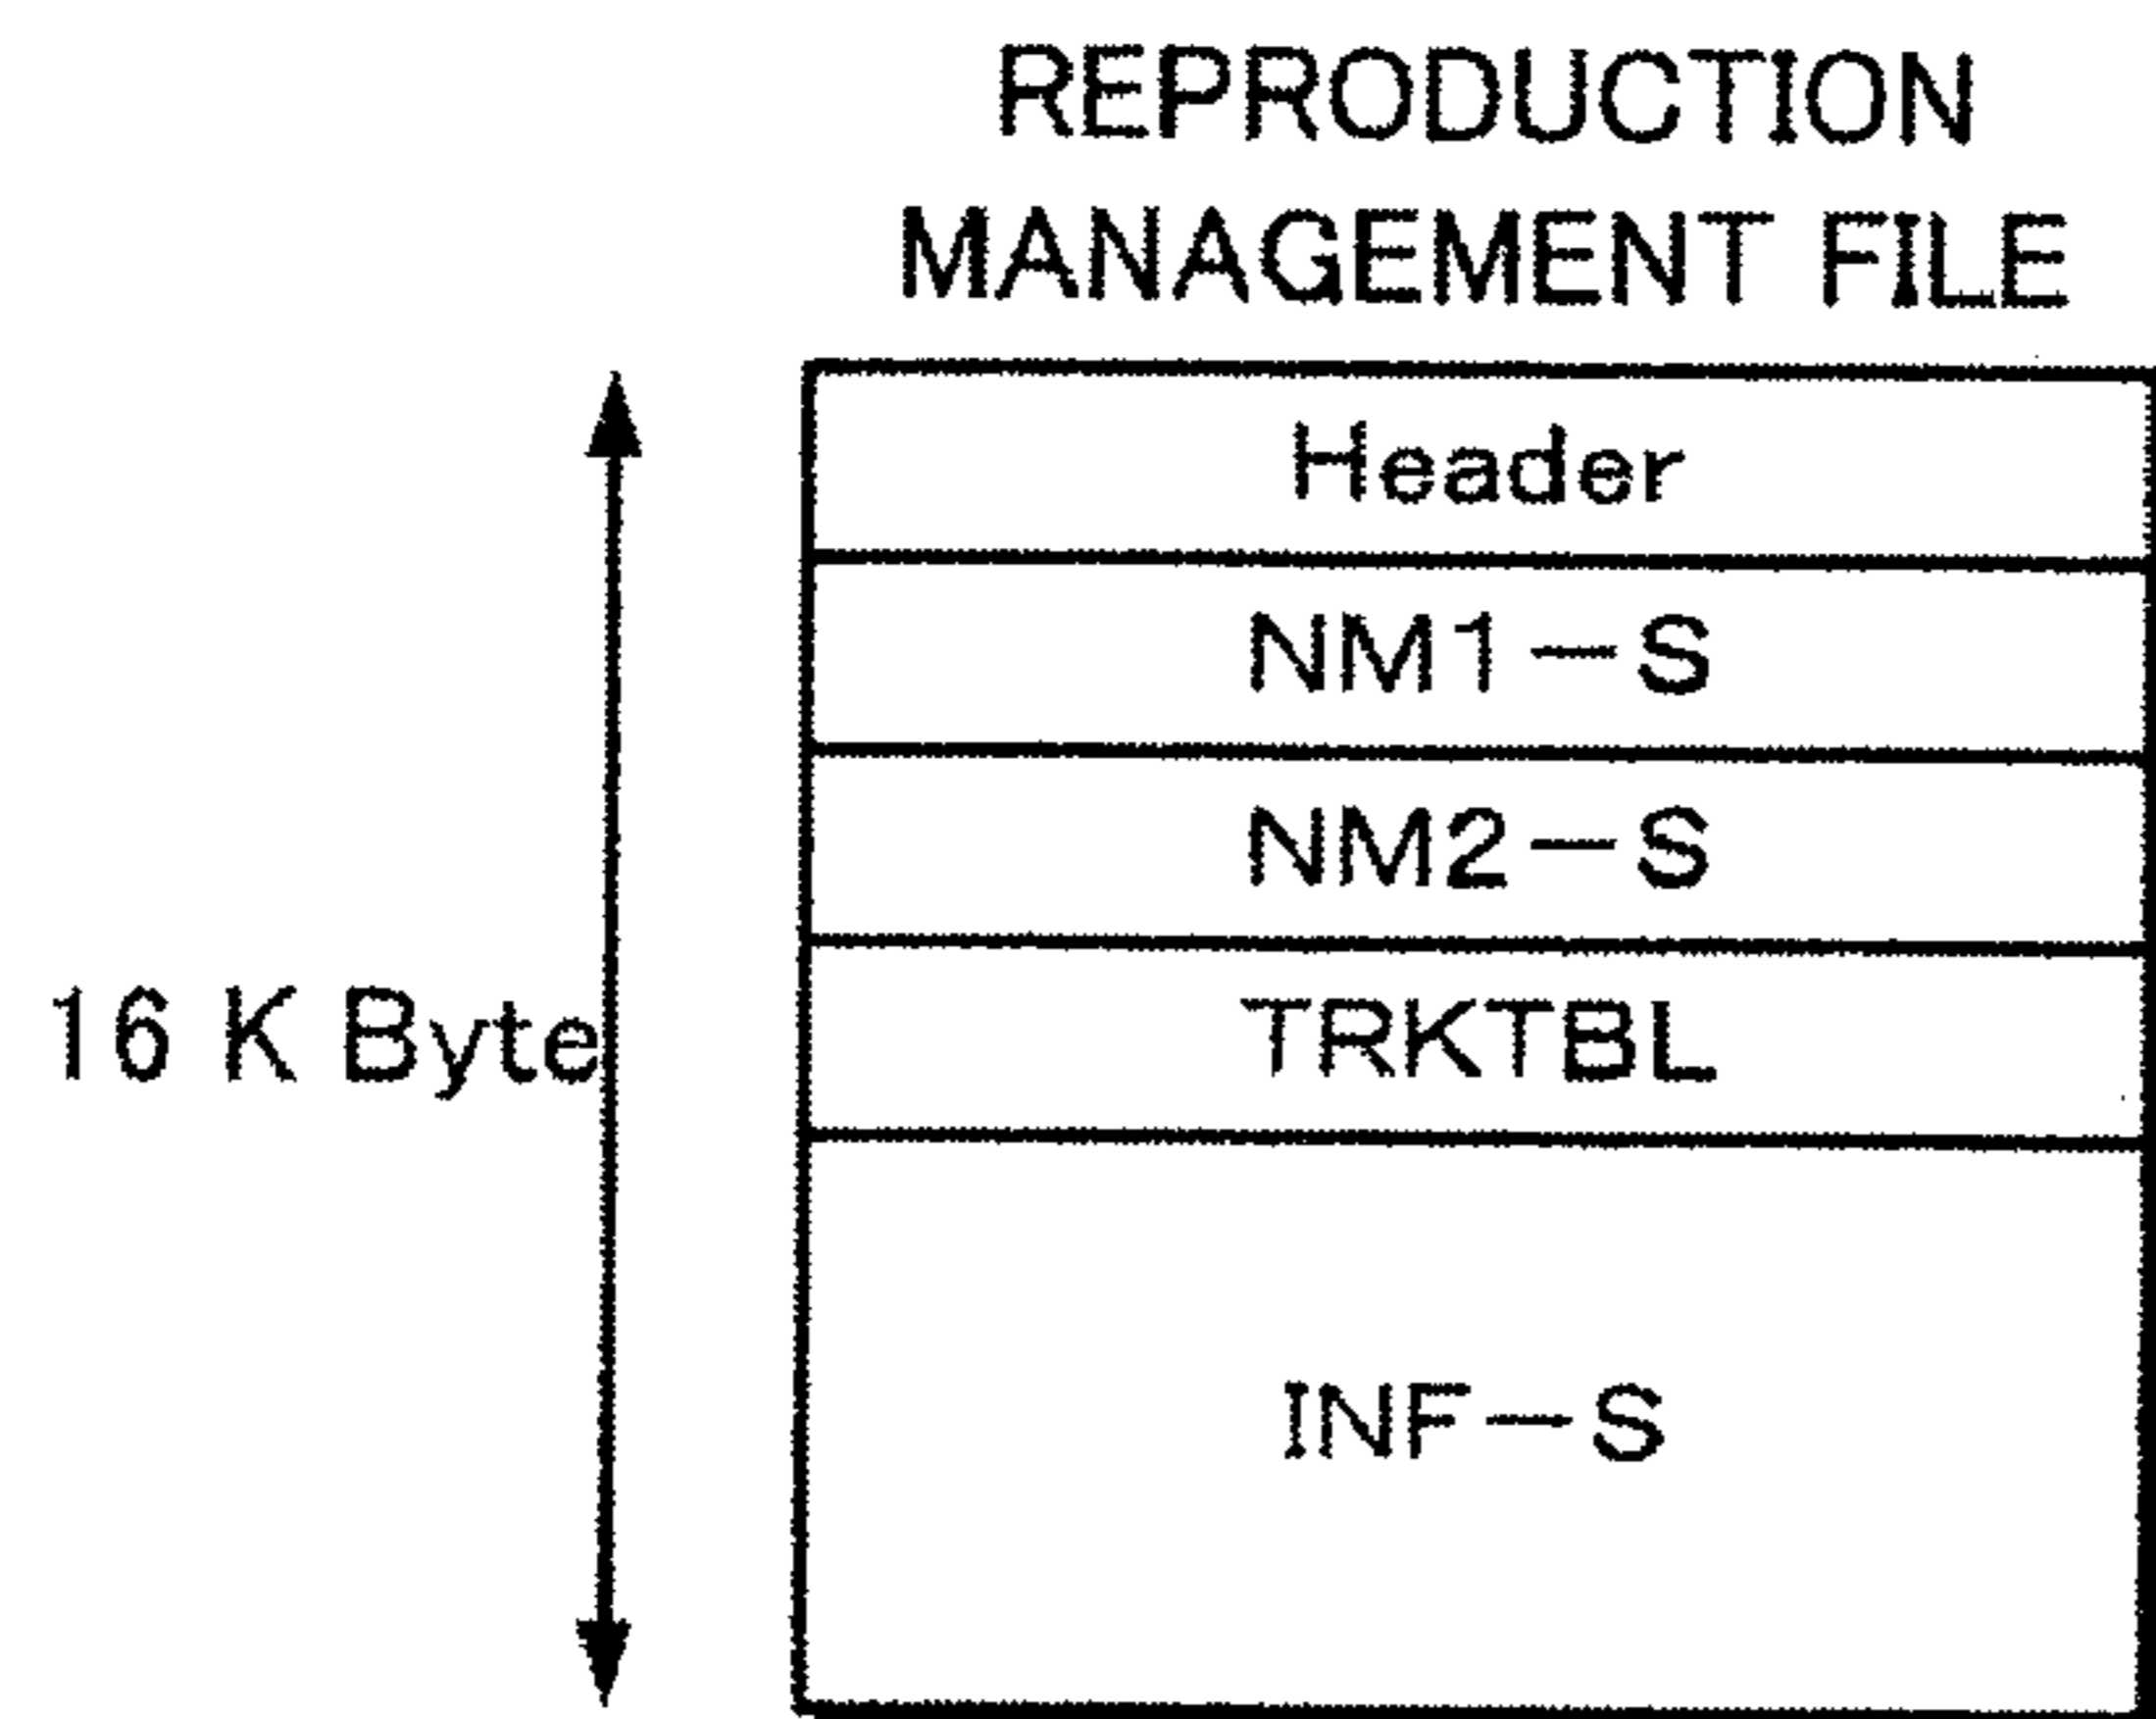 REPRODUCTION
MANAGEMENT FILE
Header
NM1-S
NM2-S
16 K Byte
TRKTBL
INF-S